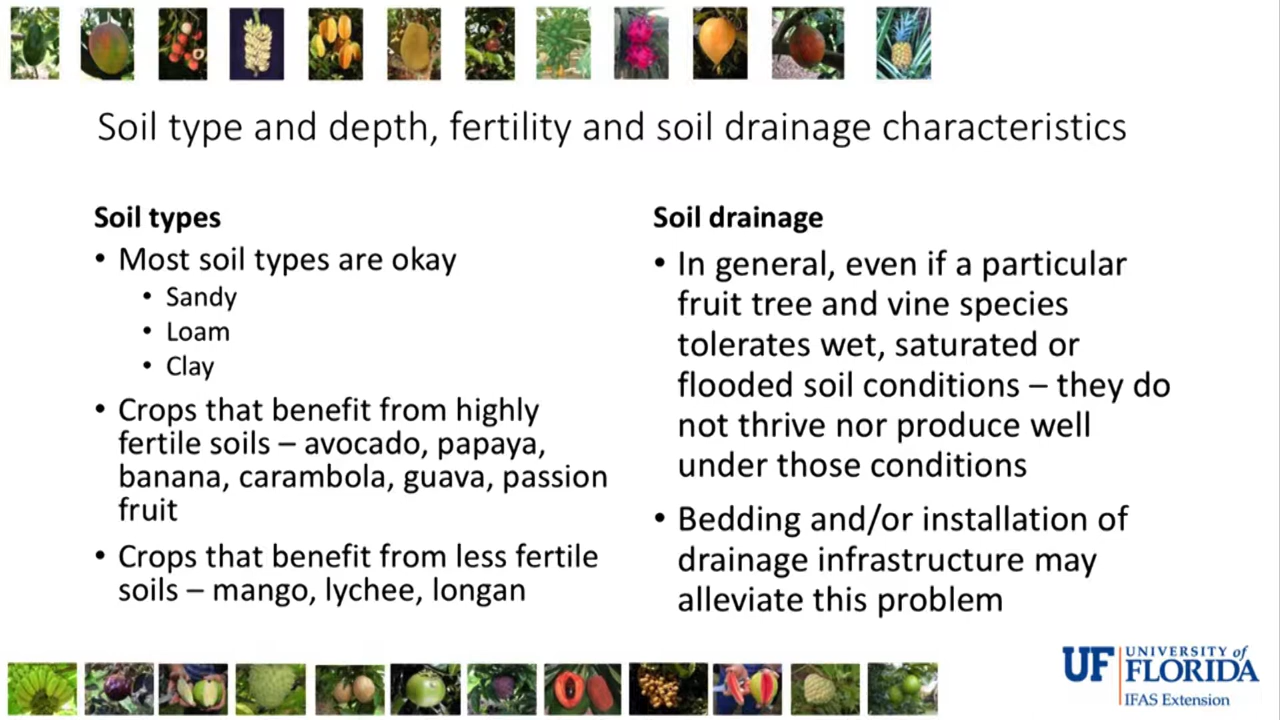 Soil type and depth, fertility and soil drainage characteristics
Soil types
• Most soil types are okay
• Sandy
• Loam
• Clay
• Crops that benefit from highly
fertile soils – avocado, papaya,
banana, carambola, guava, passion
fruit
• Crops that benefit from less fertile
soils – mango, lychee, longan
Soil drainage
• In general, even if a particular
fruit tree and vine species
tolerates wet, saturated or
flooded soil conditions – they do
not thrive nor produce well
under those conditions
• Bedding and/or installation of
drainage infrastructure may
alleviate this problem
UF UNIVERSITY of
FLORIDA
IFAS Extension